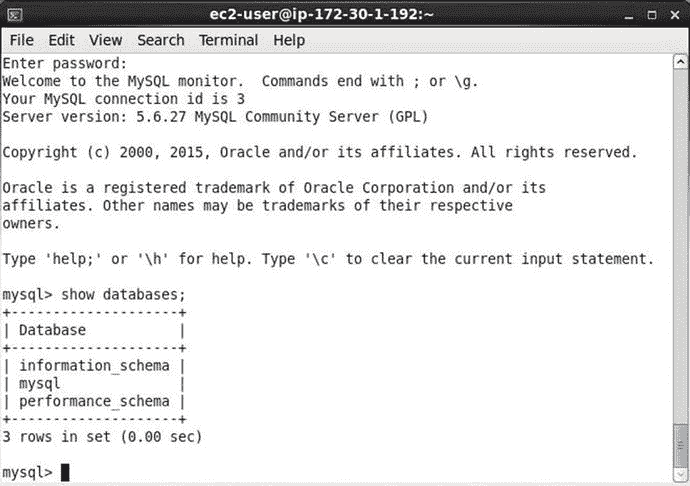 ec2-user@ip-172-30-1-192:~
File Edit View Search Terminal Help
Enter password:
Welcome to the MySQL monitor.  Commands end with ; or \g.
Your MySQL connection id is 3
Server version: 5.6.27 MySQL Community Server (GPL)
Copyright (c) 2000, 2015, Oracle and/or its affiliates. All rights reserved.
Oracle is a registered trademark of Oracle Corporation and/or its
affiliates. Other names may be trademarks of their respective
owners.
Type 'help;' or '\h' for help. Type '\c' to clear the current input statement.
mysql> show databases;
+--------------------+
| Database           |
+--------------------+
| information_schema |
| mysql              |
| performance_schema |
+--------------------+
3 rows in set (0.00 sec)
mysql>